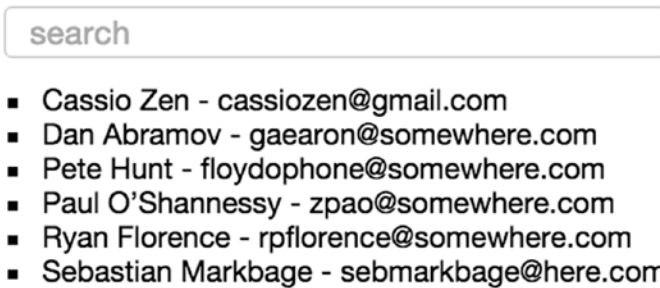 search
Cassio Zen - cassiozen@gmail.com
Dan Abramov - gaearon@somewhere.com
Pete Hunt - floydophone@somewhere.com
Paul O’Shannessy - zpao@somewhere.com
Ryan Florence - rpflorence@somewhere.com
Sebastian Markbage - sebmarkbage@here.com